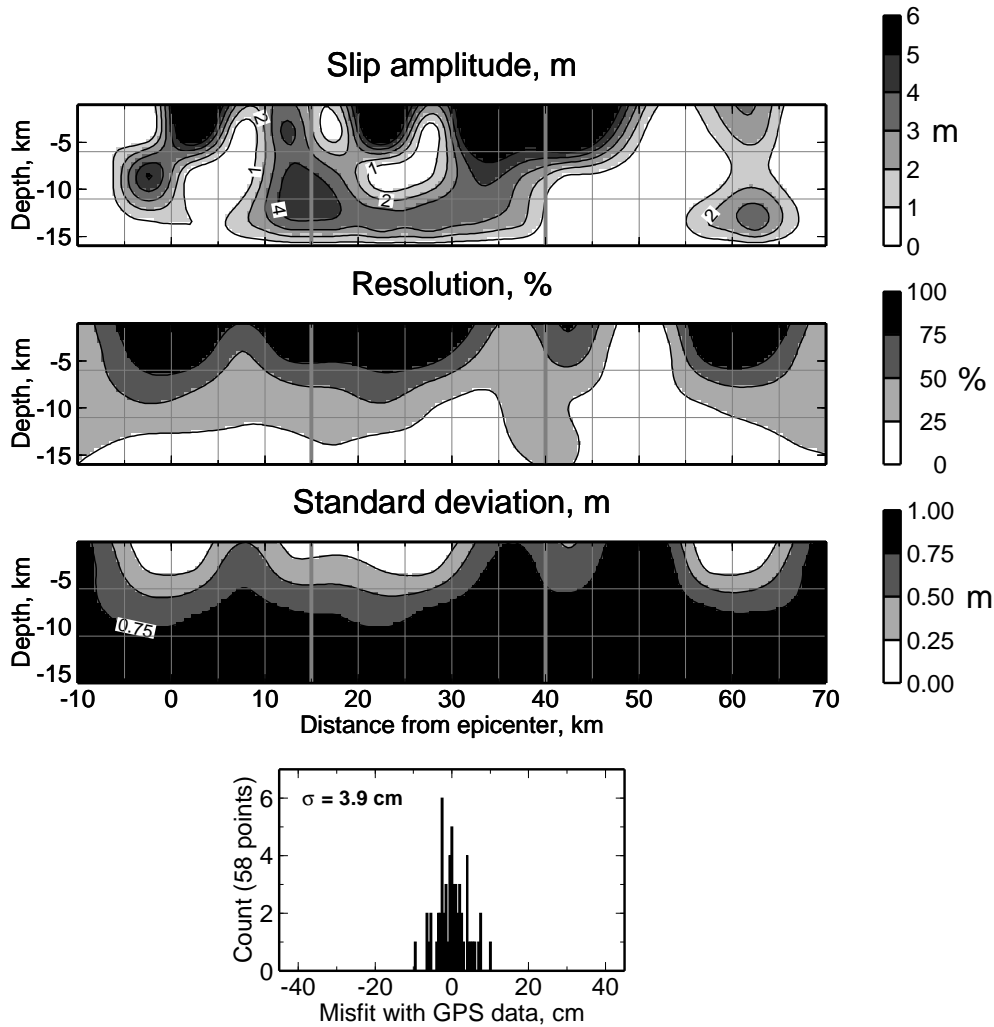 Slip amplitude, m
Depth, km
-5
-10
-15
2
1
4
1
2
2
6
5
4
3
2
1
0
m
Resolution, %
Depth, km
-5
-10
-15
100
75
50
25
0
%
Standard deviation, m
Depth, km
-5
-10
-15
0.75
1.00
0.75
0.50
0.25
0.00
m
-10 0 10 20 30 40 50 60 70
Distance from epicenter, km
Count (58 points)
6
4
2
0
σ = 3.9 cm
-40 -20 0 20 40
Misfit with GPS data, cm